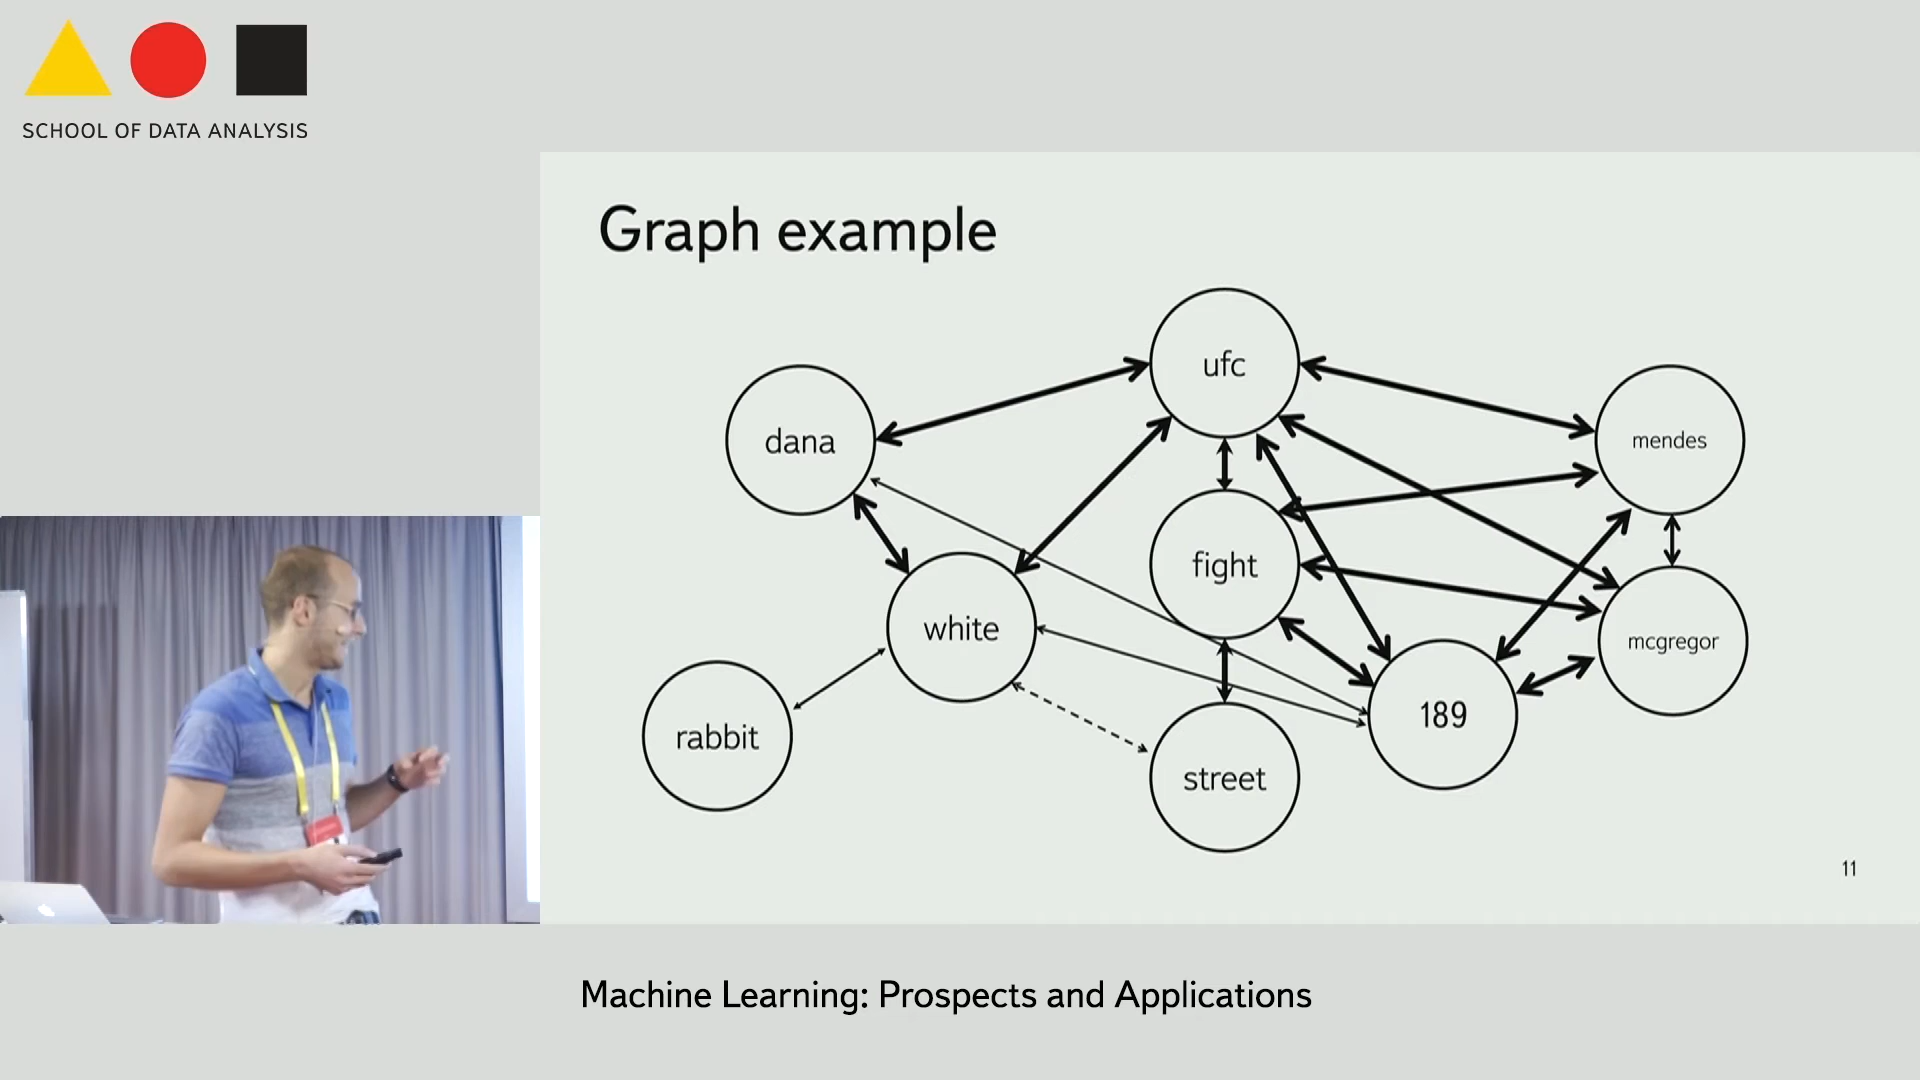 SCHOOL OF DATA ANALYSIS
Graph example
ufc
dana
mendes
fight
white
mcgregor
189
rabbit
street
11
Machine Learning: Prospects and Applications